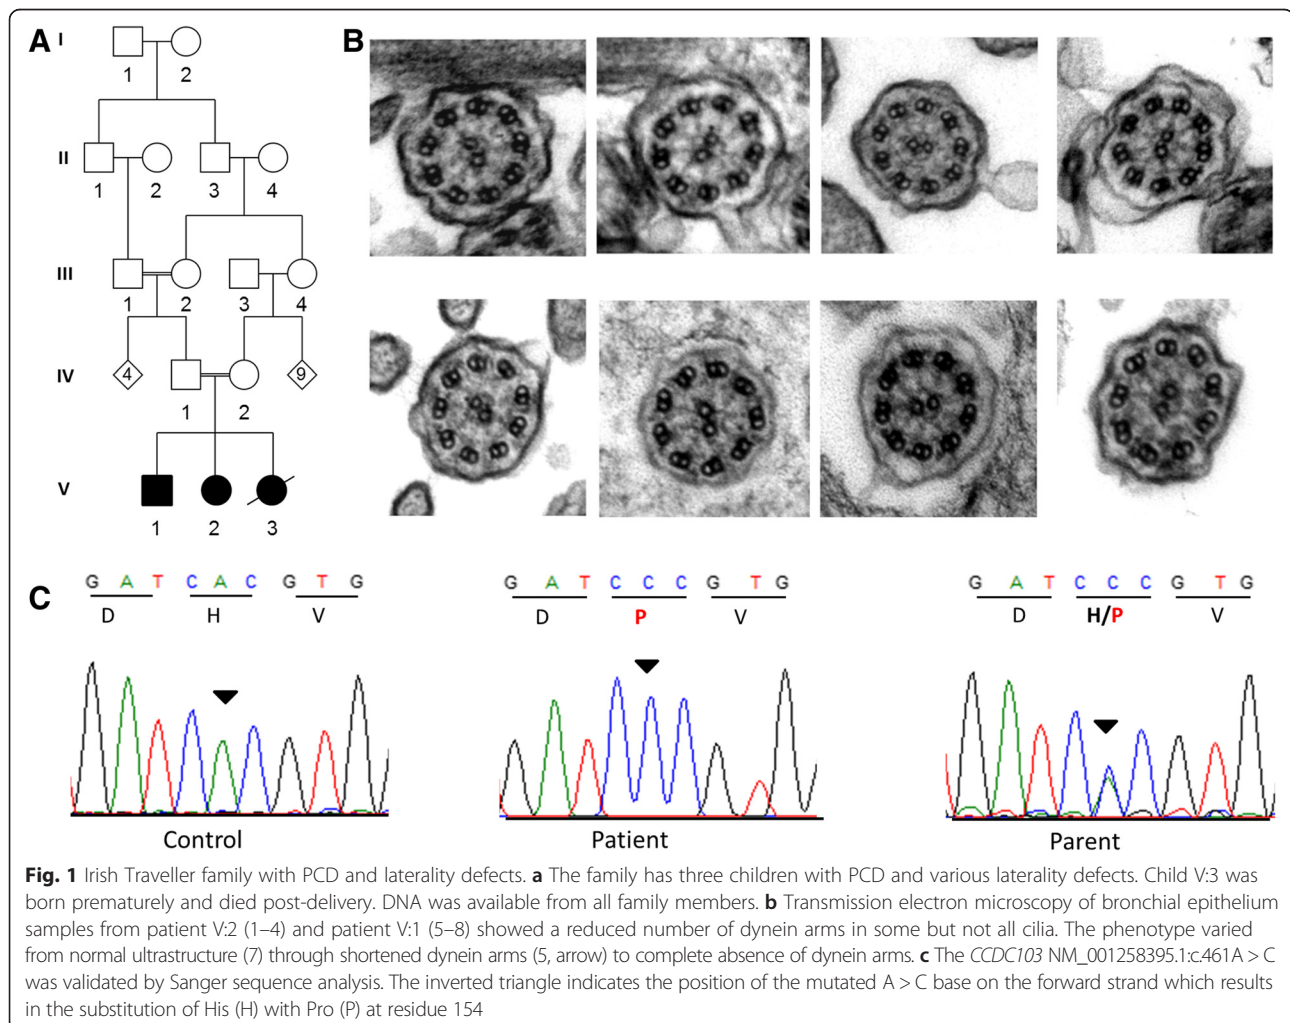 A
I
1 2
II
1 2 3 4
III
1 2 3 4
IV
4 9
1 2
V
1 2 3
B
C
G A T C A C G T G
D H V
Control
G A T C C C G T G
D P V
Patient
G A T C C C G T G
D H/P V
Parent
Fig. 1 Irish Traveller family with PCD and laterality defects. a The family has three children with PCD and various laterality defects. Child V:3 was
born prematurely and died post-delivery. DNA was available from all family members. b Transmission electron microscopy of bronchial epithelium
samples from patient V:2 (1–4) and patient V:1 (5–8) showed a reduced number of dynein arms in some but not all cilia. The phenotype varied
from normal ultrastructure (7) through shortened dynein arms (5, arrow) to complete absence of dynein arms. c The CCDC103 NM_001258395.1:c.461A > C
was validated by Sanger sequence analysis. The inverted triangle indicates the position of the mutated A > C base on the forward strand which results
in the substitution of His (H) with Pro (P) at residue 154